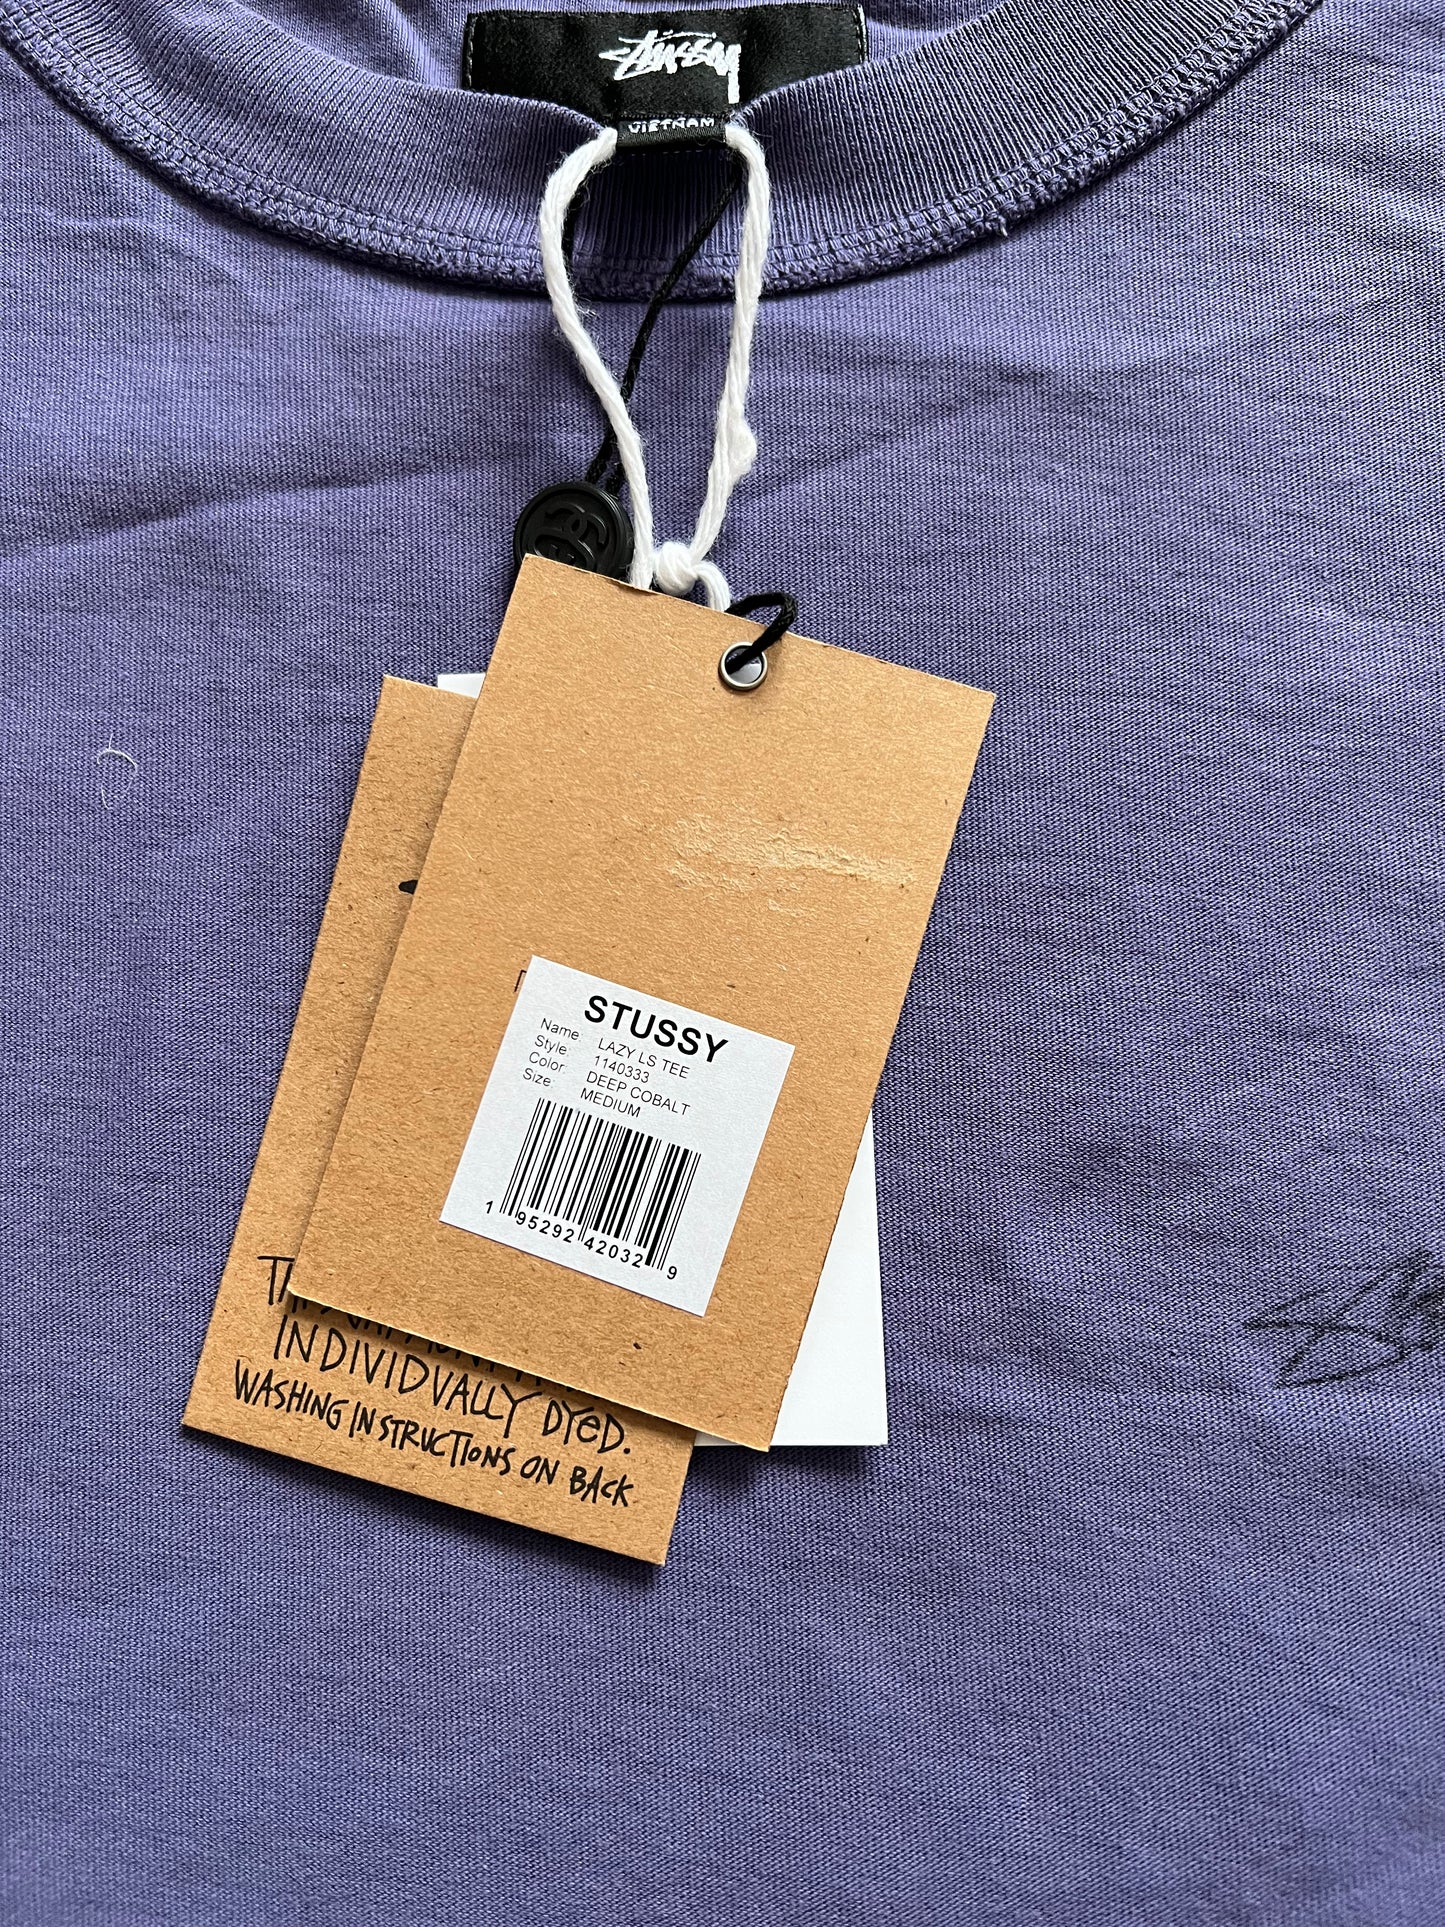 Stüssy
VIETNAM
STUSSY
Name: LAZY LS TEE
Style: 1140333
Color: DEEP COBALT
Size: MEDIUM
1 95292 42032 9
INDIVIDUALLY DYED.
WASHING INSTRUCTIONS ON BACK